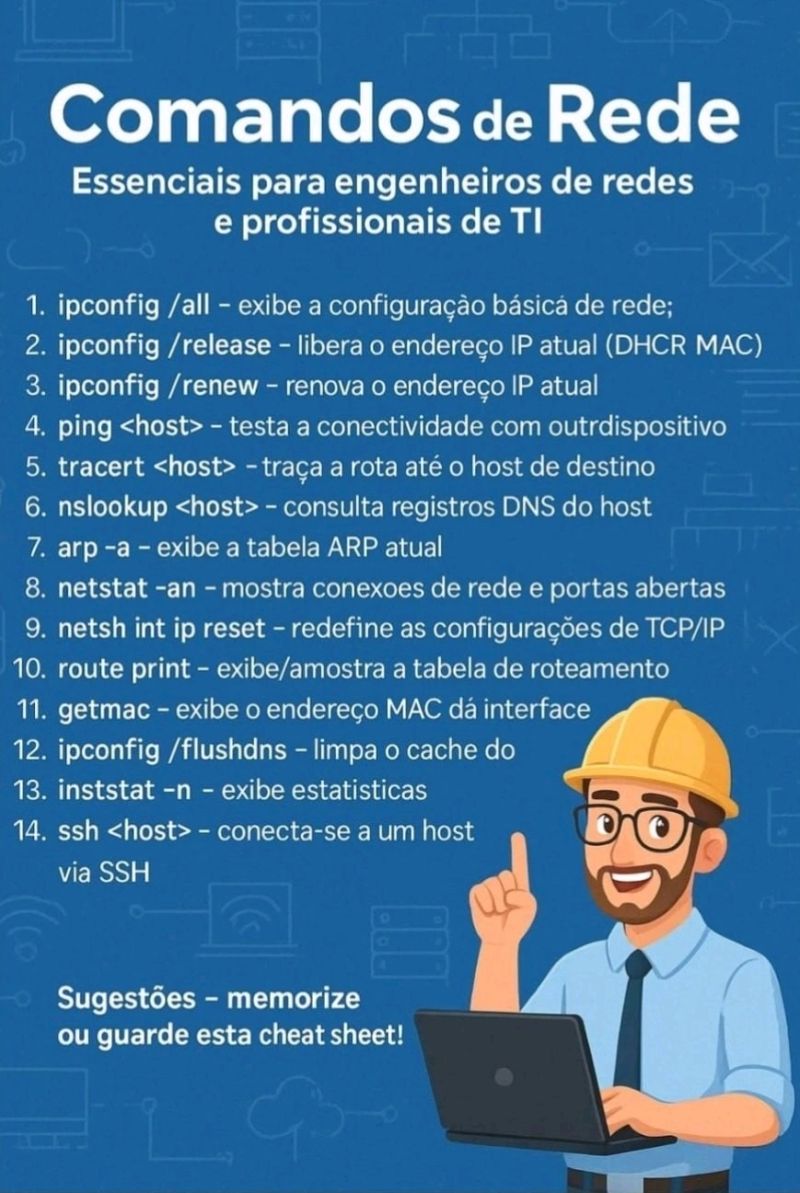 Comandos de Rede
Essenciais para engenheiros de redes
e profissionais de TI
1. ipconfig /all – exibe a configuração básicá de rede;
2. ipconfig /release – libera o endereço IP atual (DHCR MAC)
3. ipconfig /renew – renova o endereço IP atual
4. ping <host> – testa a conectividade com outrdispositivo
5. tracert <host> – traça a rota até o host de destino
6. nslookup <host> – consulta registros DNS do host
7. arp –a – exibe a tabela ARP atual
8. netstat –an – mostra conexoes de rede e portas abertas
9. netsh int ip reset – redefine as configurações de TCP/IP
10. route print – exibe/amostra a tabela de roteamento
11. getmac – exibe o endereço MAC dá interface
12. ipconfig /flushdns – limpa o cache do
13. inststat –n – exibe estatisticas
14. ssh <host> – conecta-se a um host
via SSH
Sugestões – memorize
ou guarde esta cheat sheet!